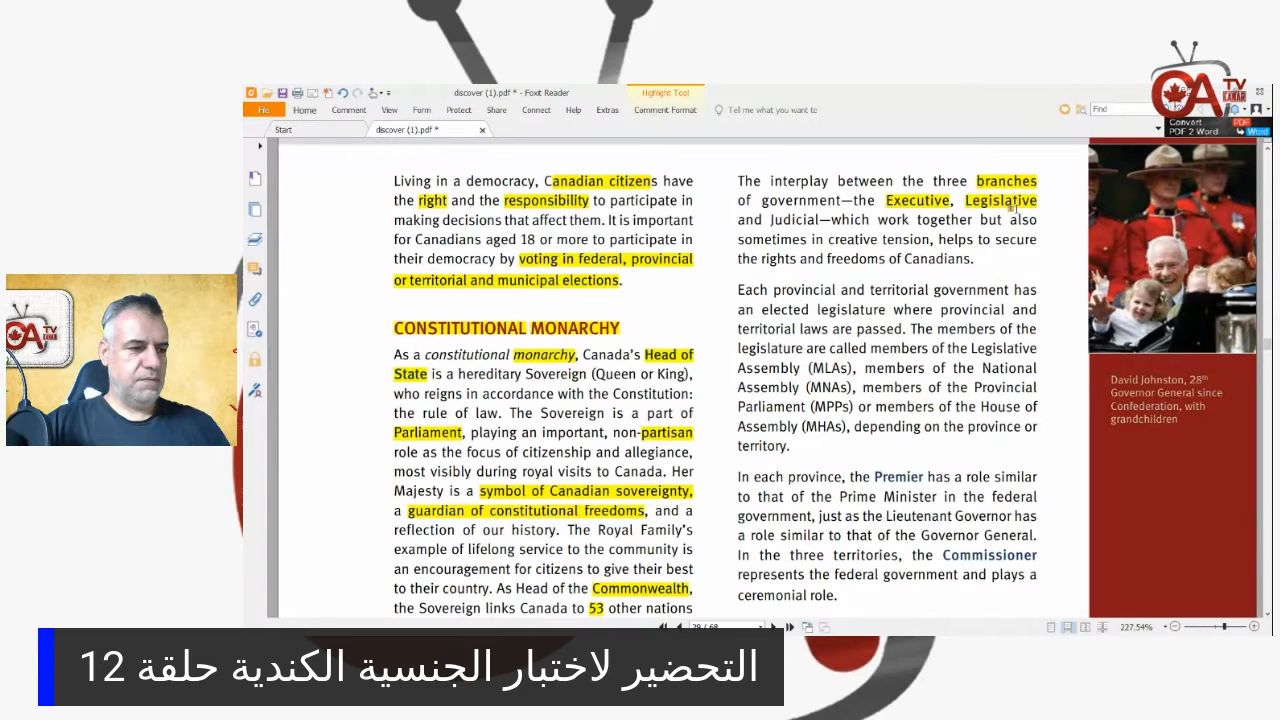 discover (1).pdf * - Foxit Reader
Highlight Tool
File Home Comment View Form Protect Share Connect Help Extras Comment Format Tell me what you want to Find
Start
discover (1).pdf *
TV
CANAR
Convert PDF
PDF 2 Word Word
Living in a democracy, Canadian citizens have
the right and the responsibility to participate in
making decisions that affect them. It is important
for Canadians aged 18 or more to participate in
their democracy by voting in federal, provincial
or territorial and municipal elections.
CONSTITUTIONAL MONARCHY
As a constitutional monarchy, Canada's Head of
State is a hereditary Sovereign (Queen or King),
who reigns in accordance with the Constitution:
the rule of law. The Sovereign is a part of
Parliament, playing an important, non-partisan
role as the focus of citizenship and allegiance,
most visibly during royal visits to Canada. Her
Majesty is a symbol of Canadian sovereignty,
a guardian of constitutional freedoms, and a
reflection of our history. The Royal Family's
example of lifelong service to the community is
an encouragement for citizens to give their best
to their country. As Head of the Commonwealth,
the Sovereign links Canada to 53 other nations
The interplay between the three branches
of government—the Executive, Legislative
and Judicial—which work together but also
sometimes in creative tension, helps to secure
the rights and freedoms of Canadians.
Each provincial and territorial government has
an elected legislature where provincial and
territorial laws are passed. The members of the
legislature are called members of the Legislative
Assembly (MLAs), members of the National
Assembly (MNAs), members of the Provincial
Parliament (MPPs) or members of the House of
Assembly (MHAs), depending on the province or
territory.
In each province, the Premier has a role similar
to that of the Prime Minister in the federal
government, just as the Lieutenant Governor has
a role similar to that of the Governor General.
In the three territories, the Commissioner
represents the federal government and plays a
ceremonial role.
David Johnston, 28th
Governor General since
Confederation, with
grandchildren
29 / 68
227.54%
التحضير لاختبار الجنسية الكندية حلقة 12